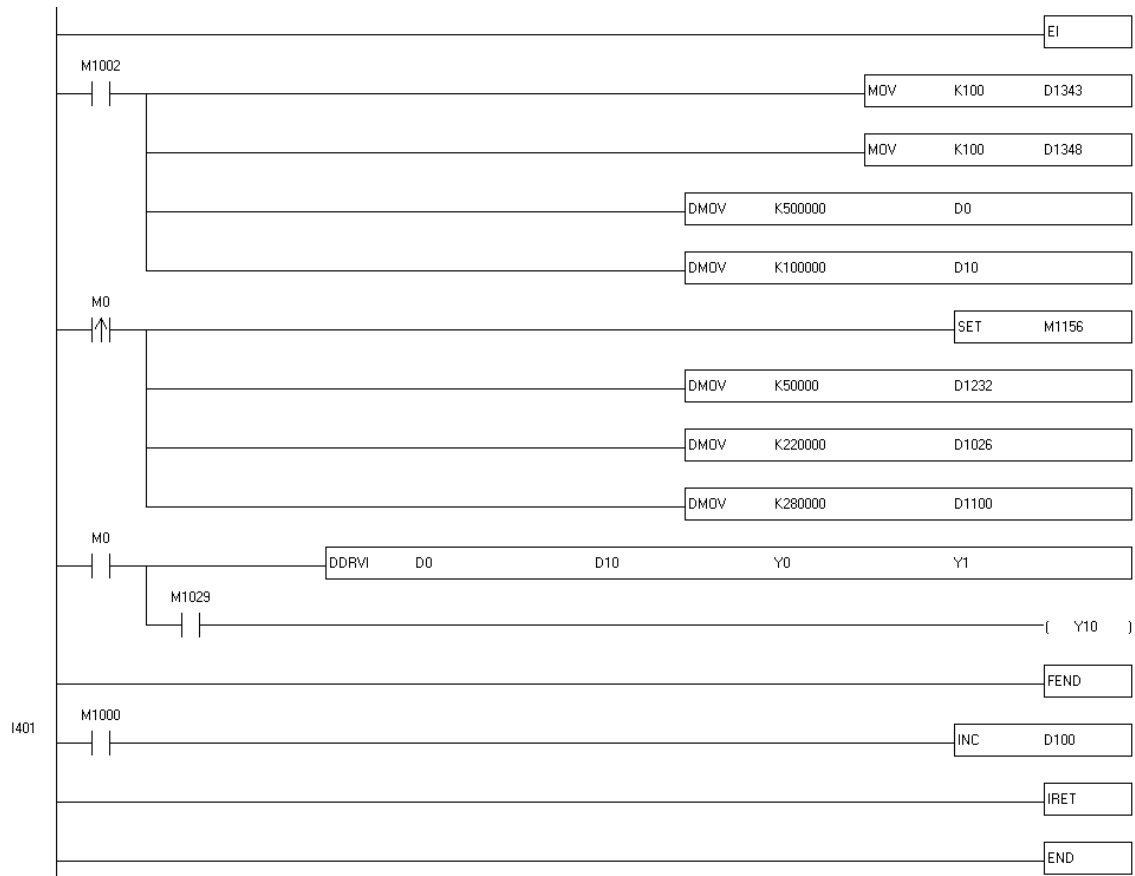 EI
M1002
MOV K100 D1343
MOV K100 D1348
DMOV K500000 D0
DMOV K100000 D10
M0
SET M1156
DMOV K50000 D1232
DMOV K220000 D1026
DMOV K280000 D1100
M0
DDRVI D0 D10 Y0 Y1
M1029
( Y10 )
FEND
M1000
I401
INC D100
IRET
END